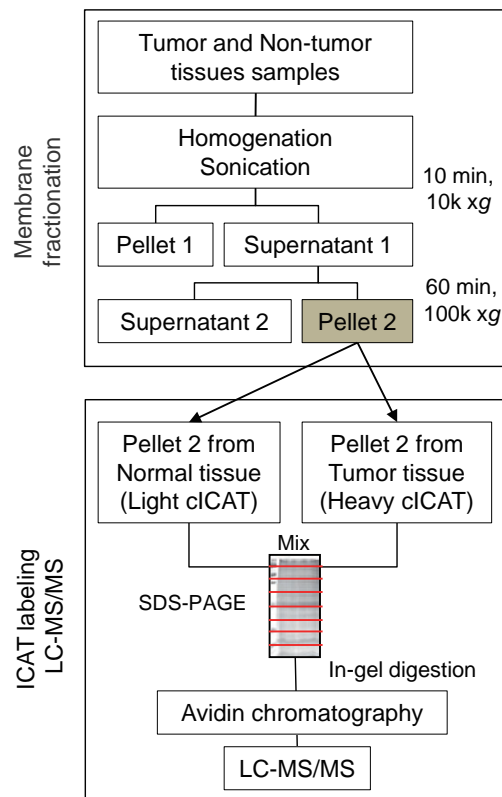 Membrane
fractionation
Tumor and Non-tumor
tissues samples
Homogenation
Sonication
10 min,
10k xg
Pellet 1
Supernatant 1
60 min,
100k xg
Supernatant 2
Pellet 2
ICAT labeling
LC-MS/MS
Pellet 2 from
Normal tissue
(Light cICAT)
Pellet 2 from
Tumor tissue
(Heavy cICAT)
Mix
SDS-PAGE
In-gel digestion
Avidin chromatography
LC-MS/MS